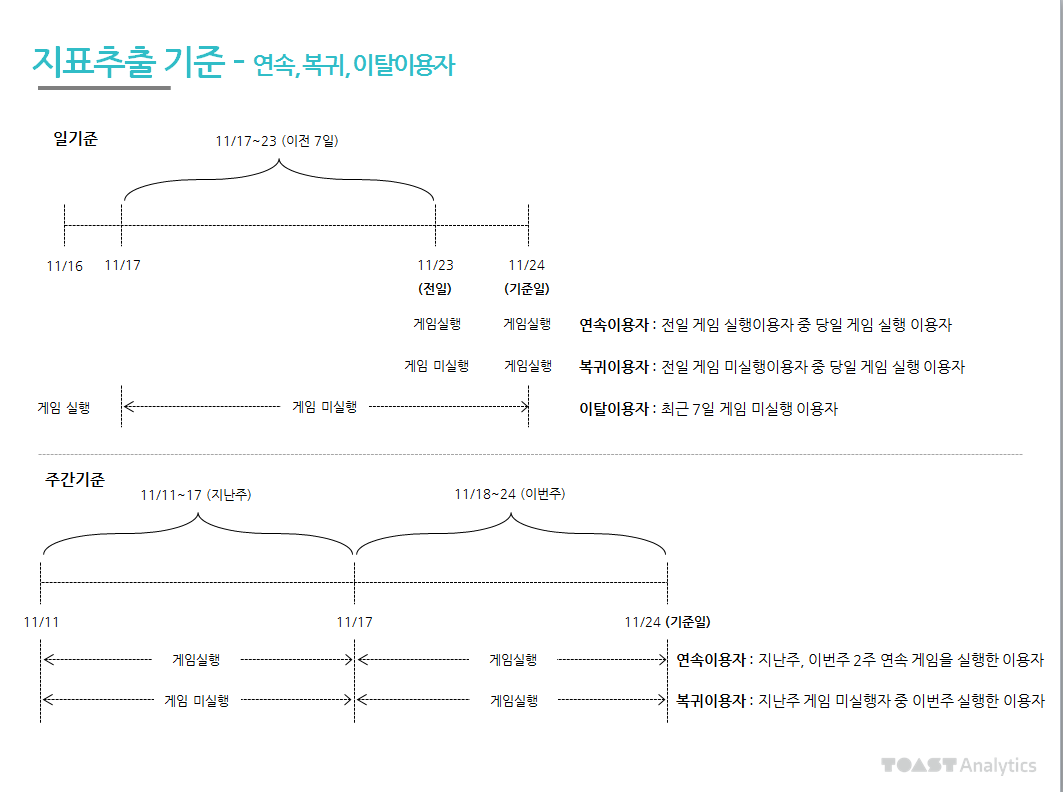 지표추출 기준 - 연속, 복귀, 이탈이용자
일기준
11/17~23 (이전 7일)
11/16 11/17 11/23 11/24
(전일) (기준일)
게임실행 게임실행 연속이용자 : 전일 게임 실행이용자 중 당일 게임 실행 이용자
게임 미실행 게임실행 복귀이용자 : 전일 게임 미실행이용자 중 당일 게임 실행 이용자
게임 실행 게임 미실행 이탈이용자 : 최근 7일 게임 미실행 이용자
주간기준
11/11~17 (지난주) 11/18~24 (이번주)
11/11 11/17 11/24 (기준일)
게임실행 게임실행 연속이용자 : 지난주, 이번주 2주 연속 게임을 실행한 이용자
게임 미실행 게임실행 복귀이용자 : 지난주 게임 미실행자 중 이번주 실행한 이용자
TOAST Analytics